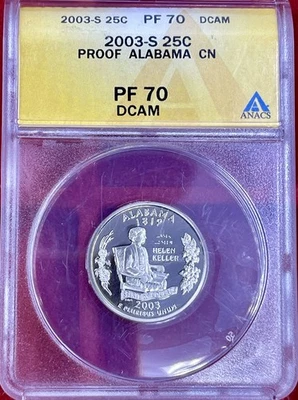 2003-S 25C PF 70 DCAM
2003-S 25C
PROOF ALABAMA CN
PF 70
DCAM
ANACS
ALABAMA
1819
HELEN
KELLER
2003
E PLURIBUS UNUM